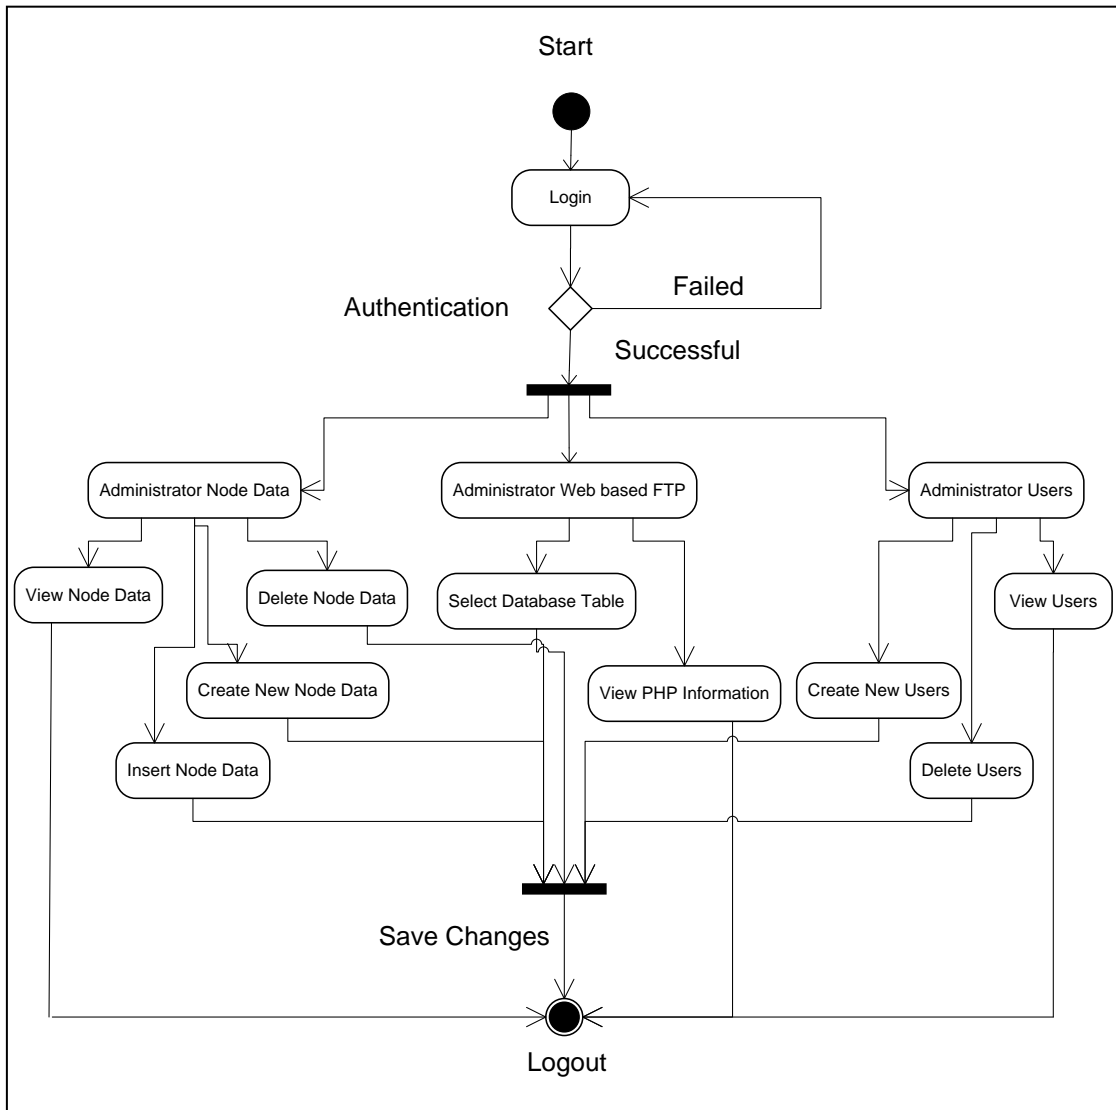 Start
Login
Failed
Authentication
Successful
Administrator Node Data
Administrator Web based FTP
Administrator Users
View Node Data
Delete Node Data
Select Database Table
View Users
Create New Node Data
View PHP Information
Create New Users
Insert Node Data
Delete Users
Save Changes
Logout